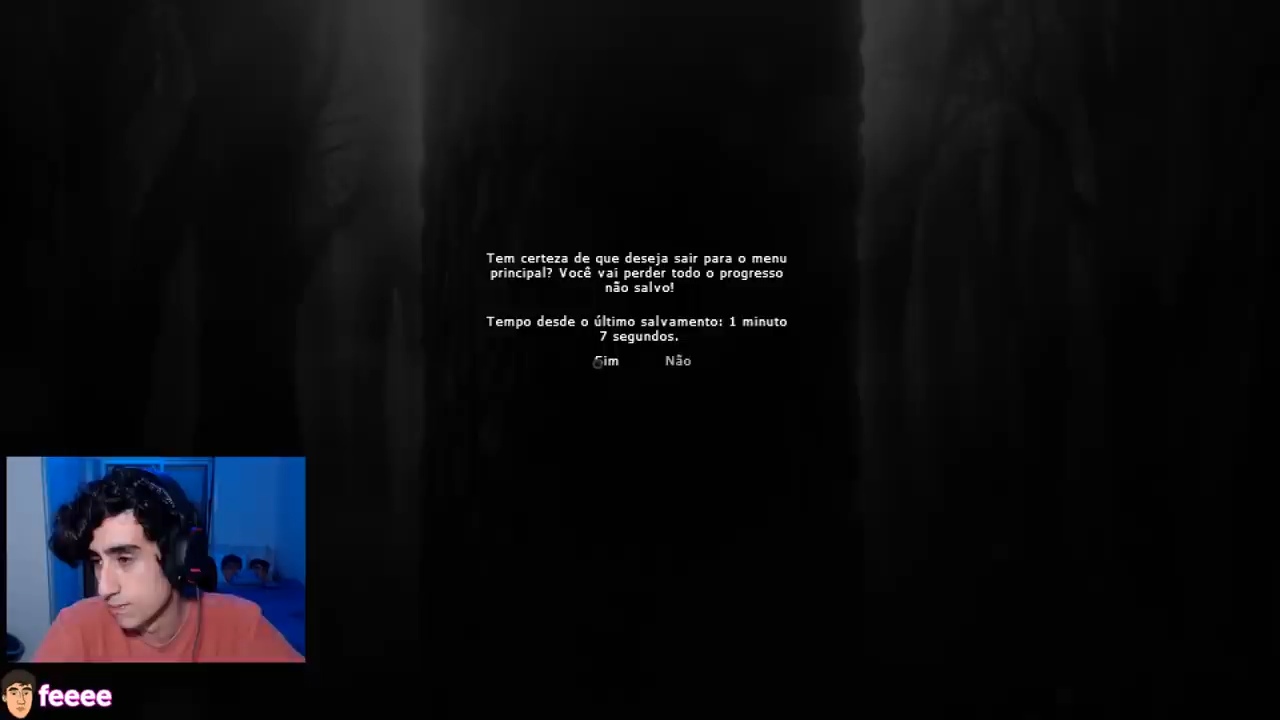 Tem certeza de que deseja sair para o menu
principal? Você vai perder todo o progresso
não salvo!
Tempo desde o último salvamento: 1 minuto
7 segundos.
Sim Não
feeee